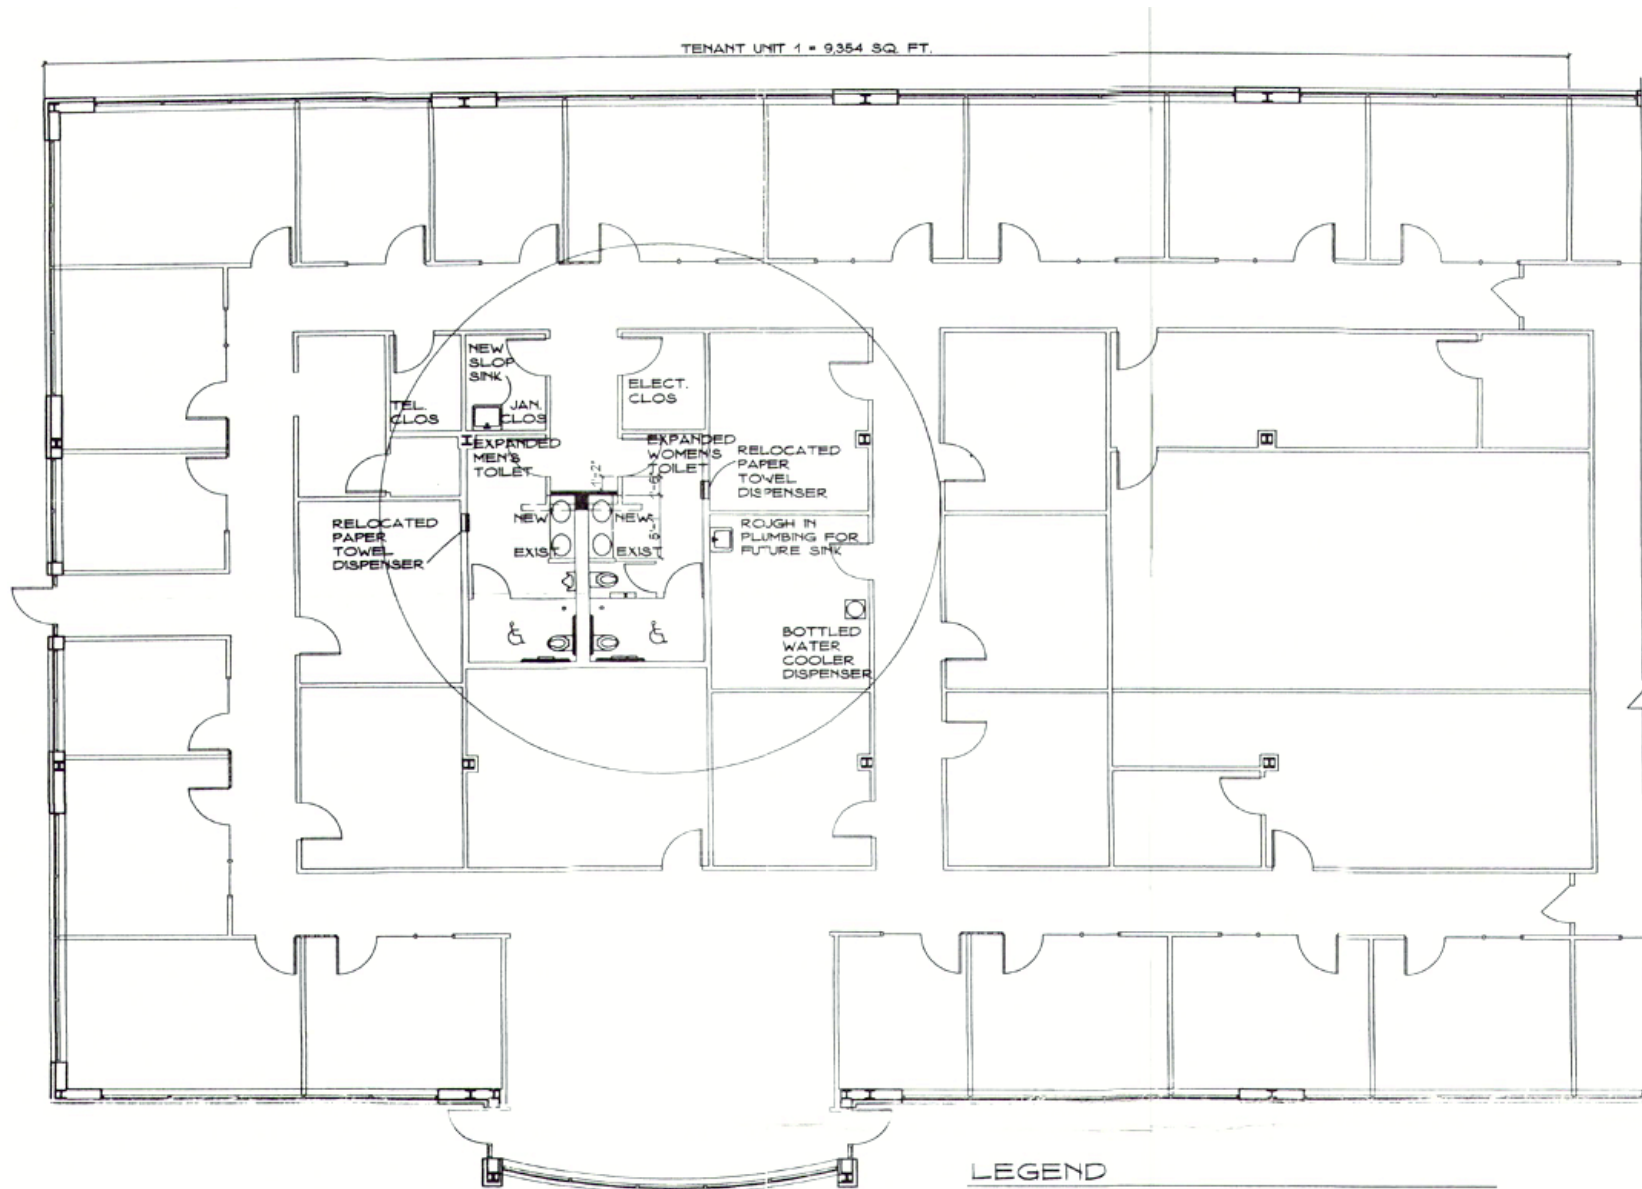 TENANT UNIT 1 = 9,354 SQ. FT.
NEW
SLOP
SINK
JAN.
CLOS
TEL.
CLOS
ELECT.
CLOS
EXPANDED
MEN'S
TOILET
EXPANDED
WOMEN'S
TOILET
RELOCATED
PAPER
TOWEL
DISPENSER
1'-2"
NEW
NEW
EXIST
EXIST
RELOCATED
PAPER
TOWEL
DISPENSER
ROUGH IN
PLUMBING FOR
FUTURE SINK
BOTTLED
WATER
COOLER
DISPENSER
LEGEND